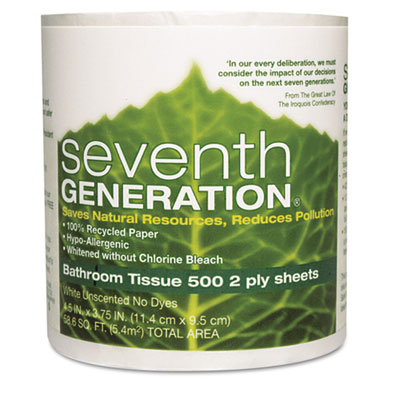 'In our every deliberation, we must
consider the impact of our decisions
on the next seven generations.'
From The Great Law Of
The Iroquois Confederacy
seventh
GENERATION®
Saves Natural Resources, Reduces Pollution
• 100% Recycled Paper
• Hypo-Allergenic
• Whitened without Chlorine Bleach
Bathroom Tissue 500 2 ply sheets
White Unscented No Dyes
4.5 IN. x 3.75 IN. (11.4 cm x 9.5 cm)
58.6 SQ. FT. (5.4m²) TOTAL AREA